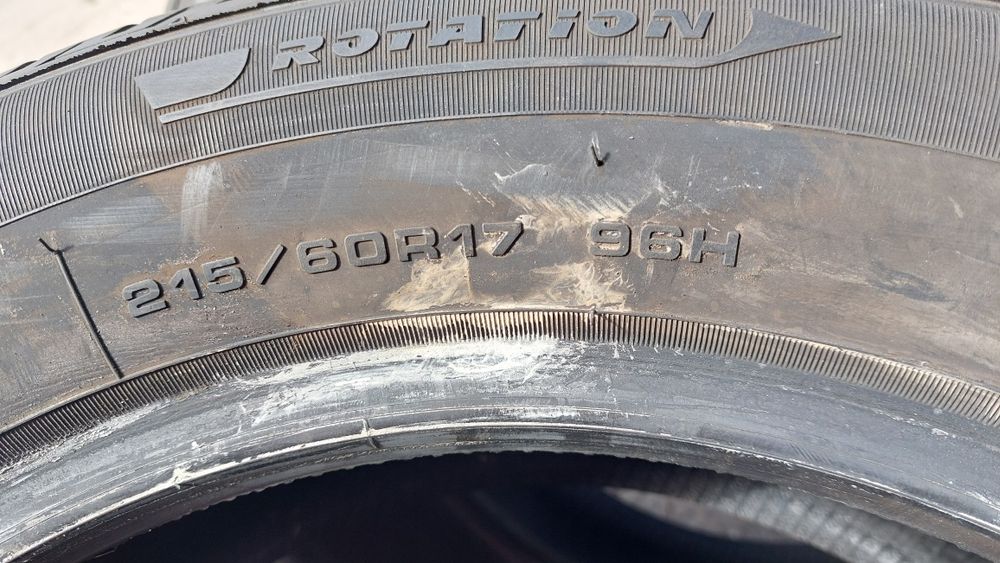 ROTATION
215/60R17 96H